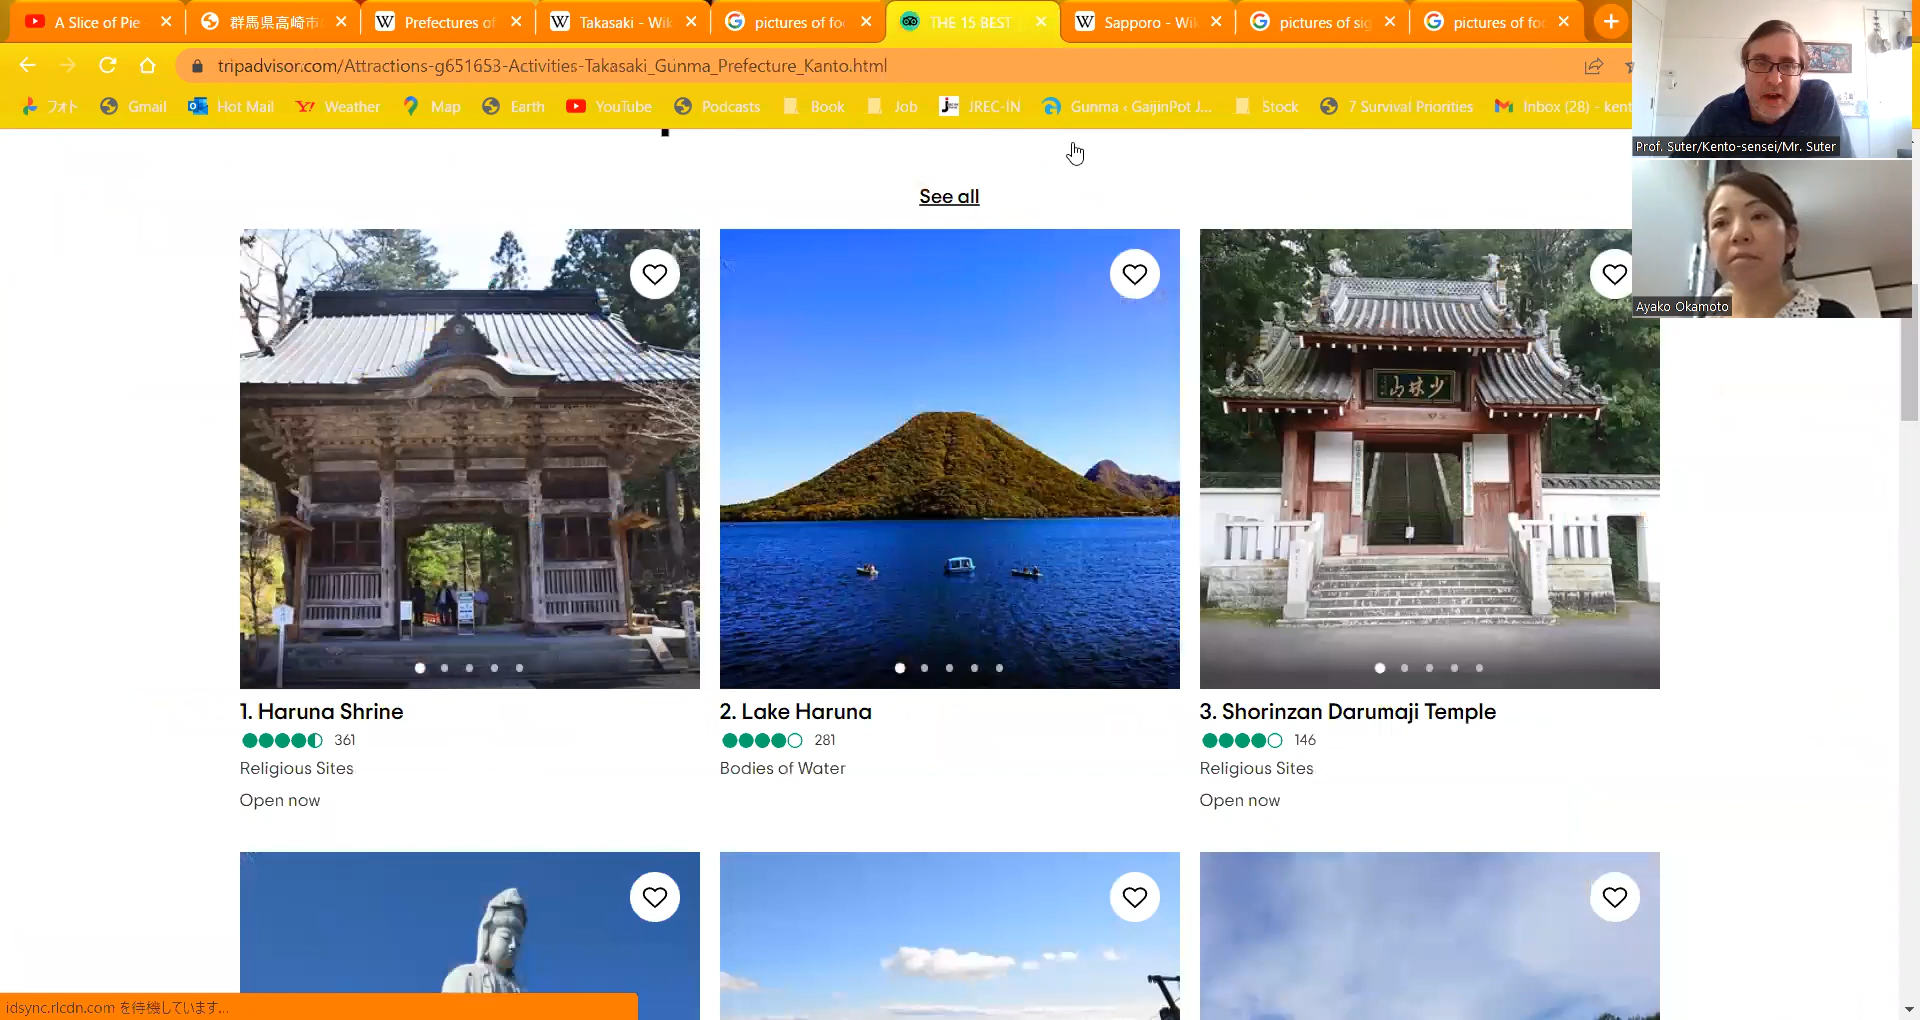 A Slice of Pie
群馬県高崎市
Prefectures of
Takasaki - Wik
pictures of foo
THE 15 BEST
Sapporo - Wik
pictures of sig
pictures of foo
tripadvisor.com/Attractions-g651653-Activities-Takasaki_Gunma_Prefecture_Kanto.html
フォト Gmail Hot Mail Weather Map Earth YouTube Podcasts Book Job JREC-IN Gunma ‹ GaijinPot J... Stock 7 Survival Priorities Inbox (28) - kent
Prof. Suter/Kento-sensei/Mr. Suter
Ayako Okamoto
See all
少林山
1. Haruna Shrine
361
Religious Sites
Open now
2. Lake Haruna
281
Bodies of Water
3. Shorinzan Darumaji Temple
146
Religious Sites
Open now
idsync.rlcdn.com を待機しています...